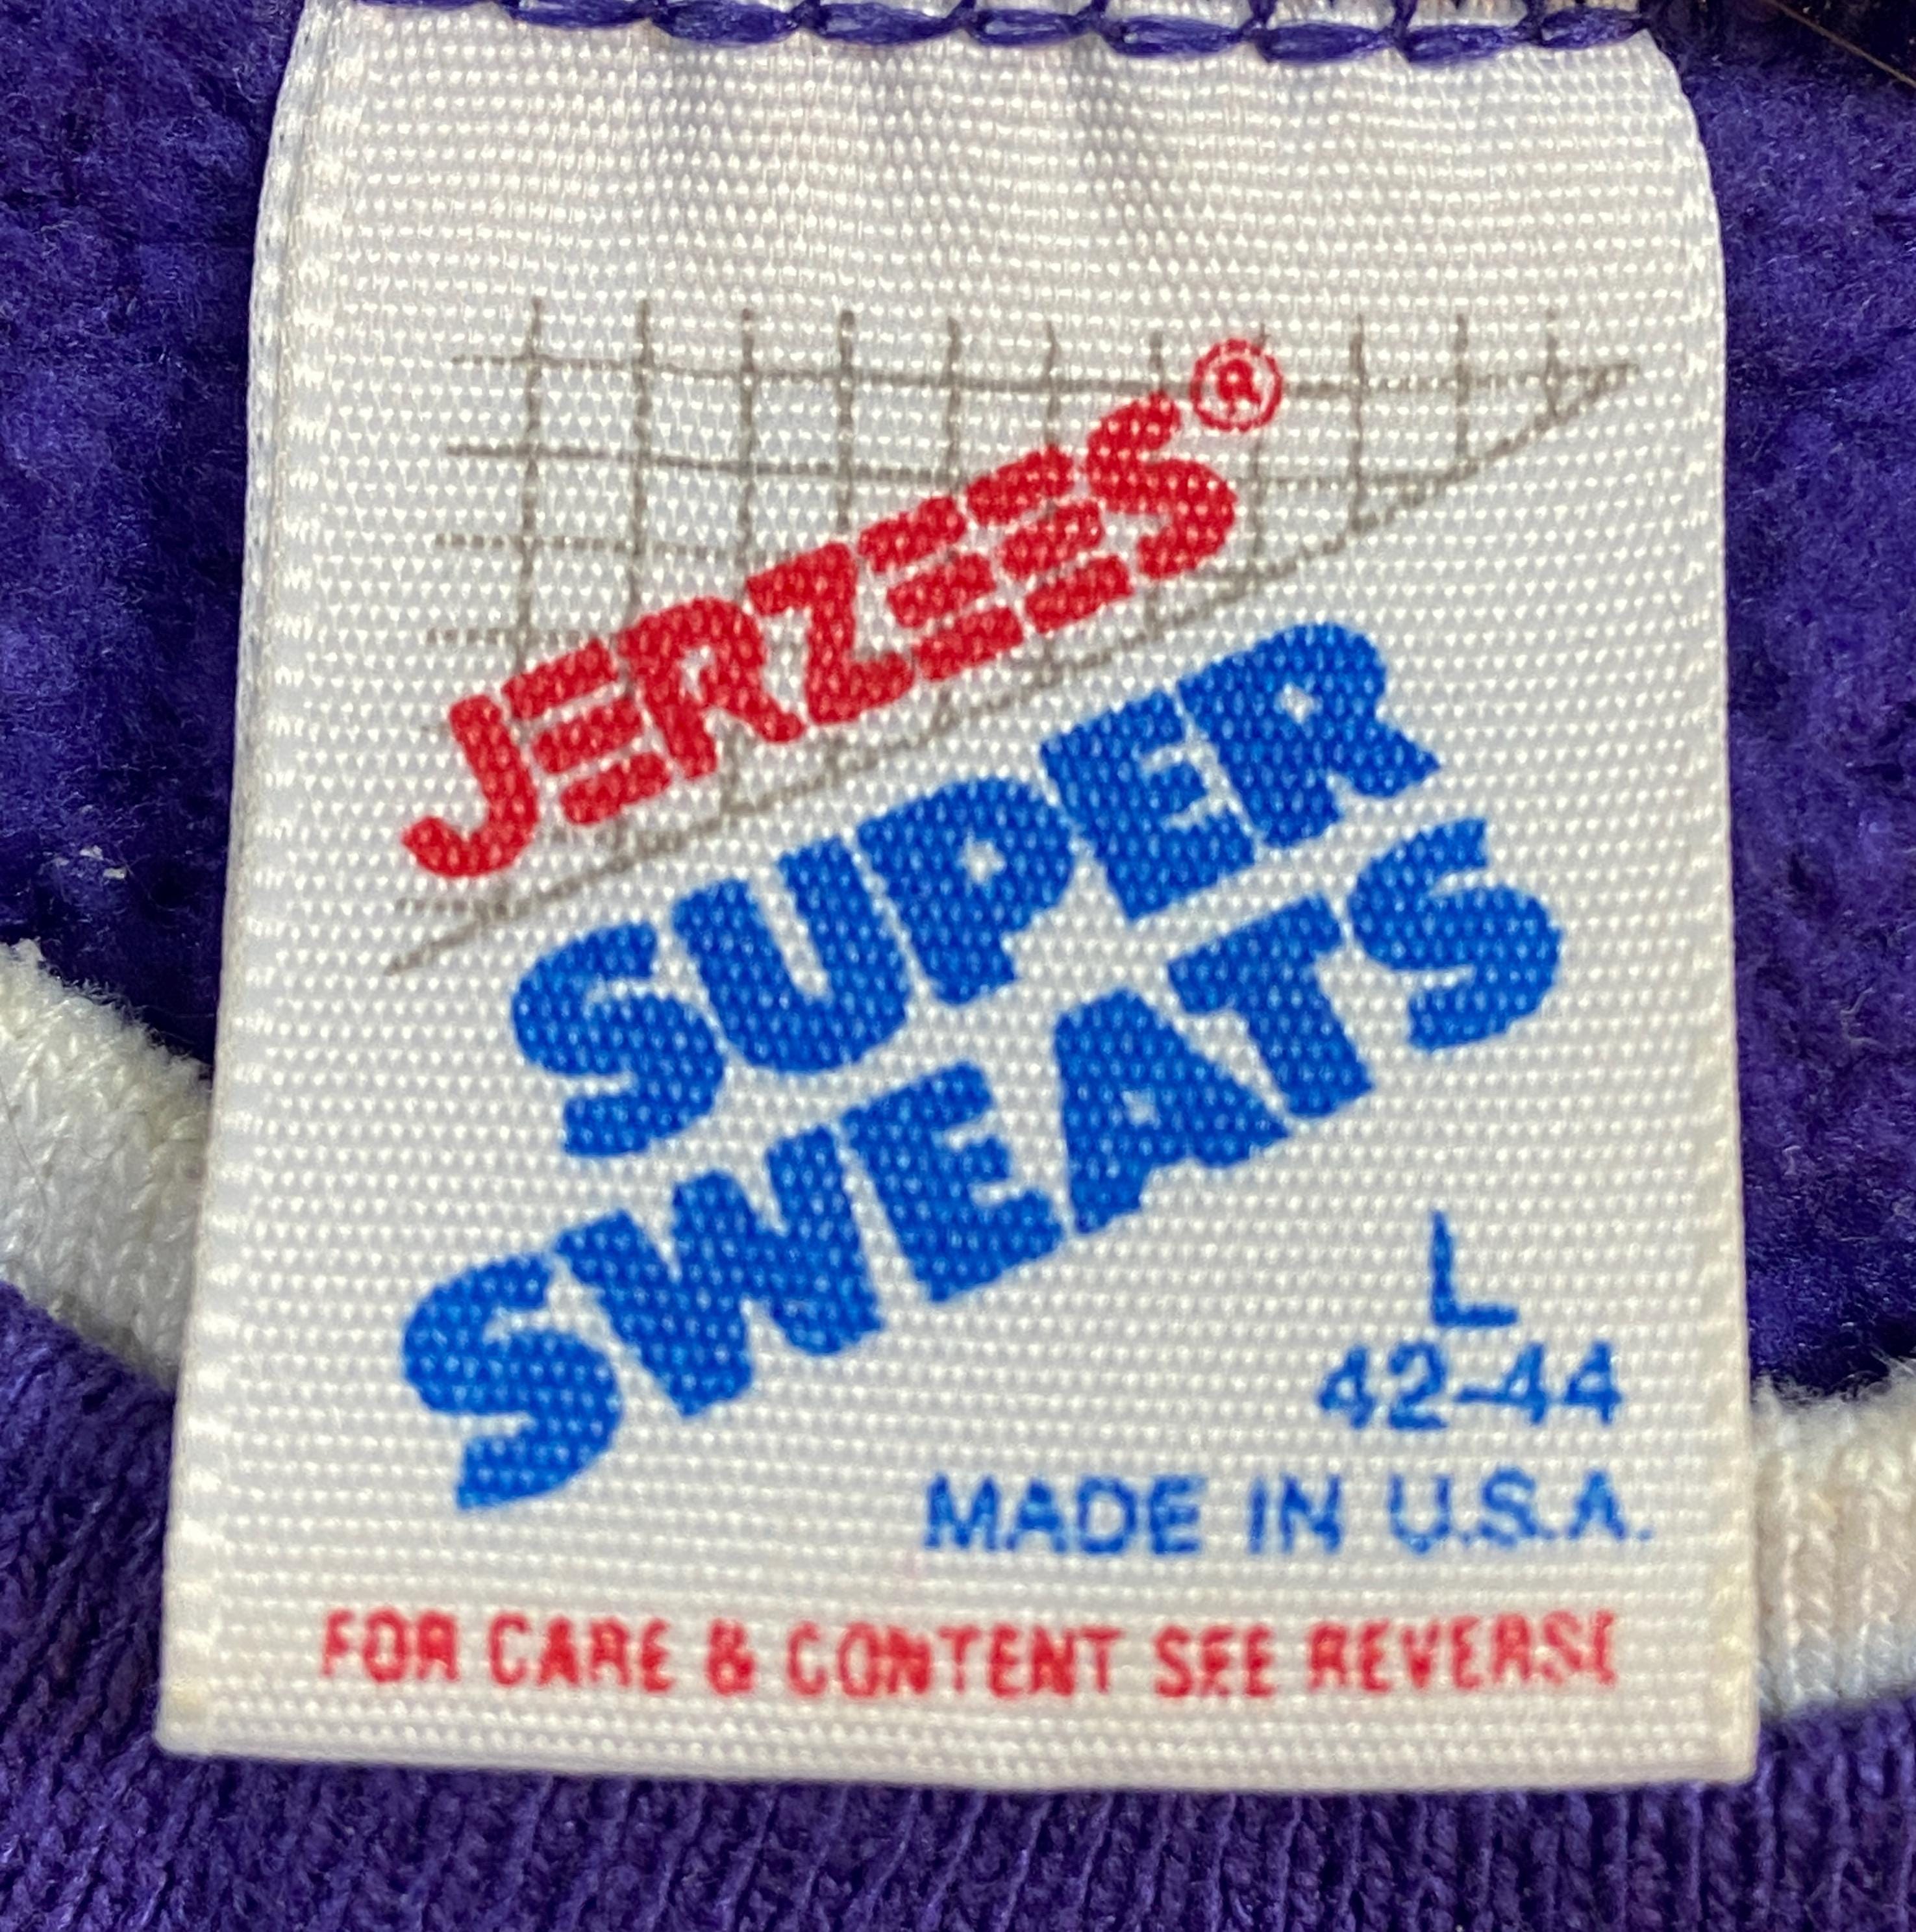 JERZEES®
SUPER
SWEATS
L
42-44
MADE IN U.S.A.
FOR CARE & CONTENT SEE REVERSE